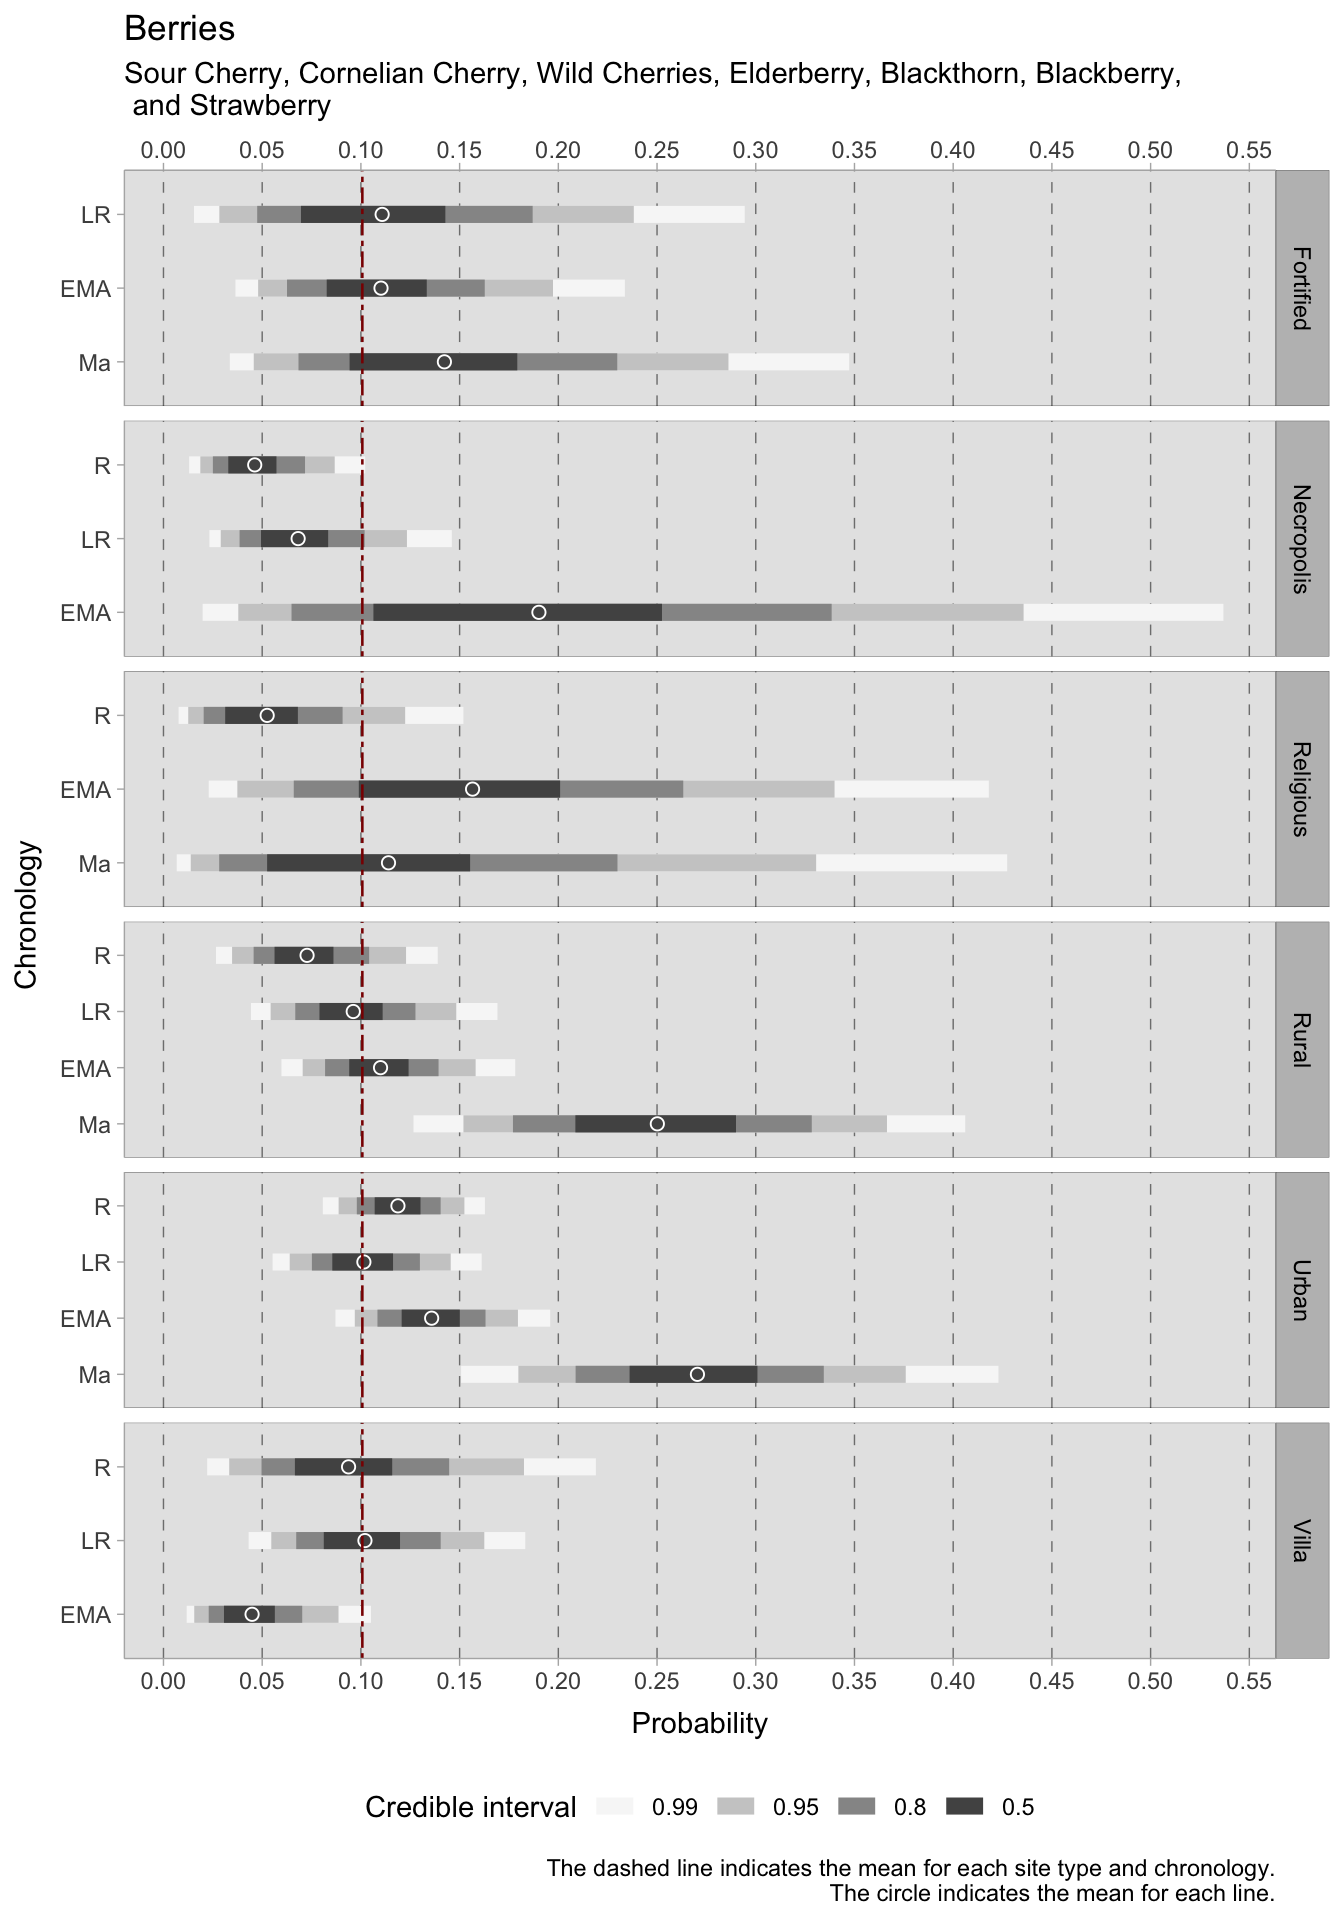 Berries
Sour Cherry, Cornelian Cherry, Wild Cherries, Elderberry, Blackthorn, Blackberry,
and Strawberry
0.00 0.05 0.10 0.15 0.20 0.25 0.30 0.35 0.40 0.45 0.50 0.55
Chronology
LR
EMA
Ma
Fortified
R
LR
EMA
Necropolis
R
EMA
Ma
Religious
R
LR
EMA
Ma
Rural
R
LR
EMA
Ma
Urban
R
LR
EMA
Villa
0.00 0.05 0.10 0.15 0.20 0.25 0.30 0.35 0.40 0.45 0.50 0.55
Probability
Credible interval 0.99 0.95 0.8 0.5
The dashed line indicates the mean for each site type and chronology.
The circle indicates the mean for each line.